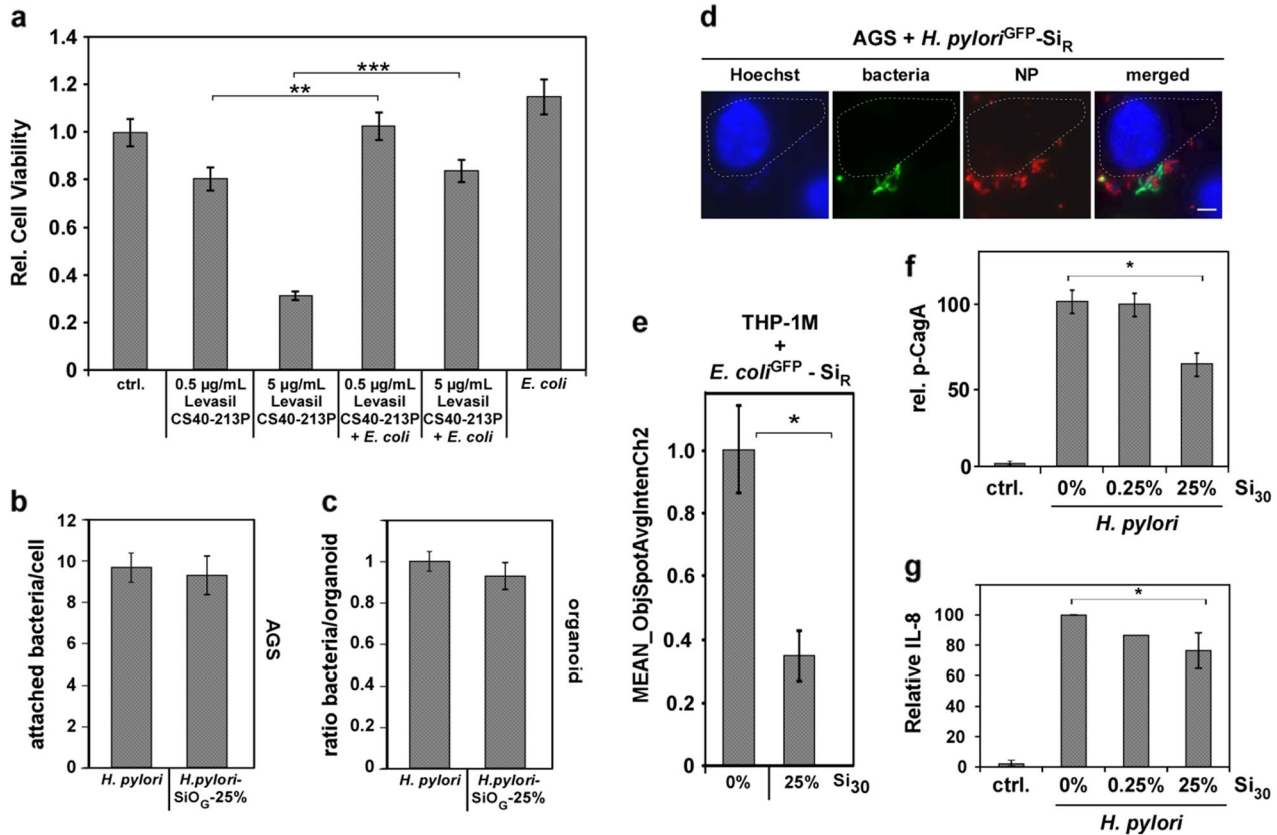 a
1.4
1.2
1.0
0.8
0.6
0.4
0.2
0
Rel. Cell Viability
**
***
ctrl.
0.5 µg/mL Levasil CS40-213P
5 µg/mL Levasil CS40-213P
0.5 µg/mL Levasil CS40-213P + E. coli
5 µg/mL Levasil CS40-213P + E. coli
E. coli
b
12
10
8
6
4
2
0
attached bacteria/cell
H. pylori
H.pylori-SiOG-25%
AGS
c
1
0.8
0.6
0.4
0.2
0
ratio bacteria/organoid
H. pylori
H.pylori-SiOG-25%
organoid
d
AGS + H. pyloriGFP-SiR
Hoechst bacteria NP merged
e
THP-1M
+
E. coliGFP - SiR
1.0
0.8
0.6
0.4
0.2
0
MEAN_ObjSpotAvgIntenCh2
*
0% 25% Si30
f
100
50
0
rel. p-CagA
*
ctrl. 0% 0.25% 25% Si30
H. pylori
g
100
80
60
40
20
0
Relative IL-8
*
ctrl. 0% 0.25% 25% Si30
H. pylori